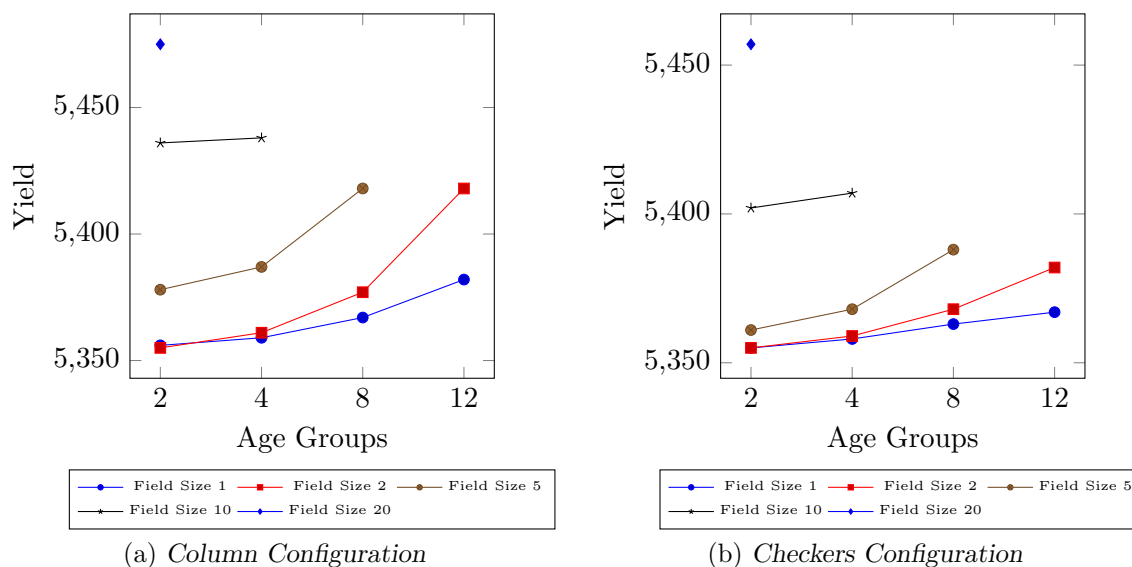 5,450
5,400
5,350
Yield
2 4 8 12
Age Groups
Field Size 1 Field Size 2 Field Size 5
Field Size 10 Field Size 20
(a) Column Configuration
5,450
5,400
5,350
Yield
2 4 8 12
Age Groups
Field Size 1 Field Size 2 Field Size 5
Field Size 10 Field Size 20
(b) Checkers Configuration